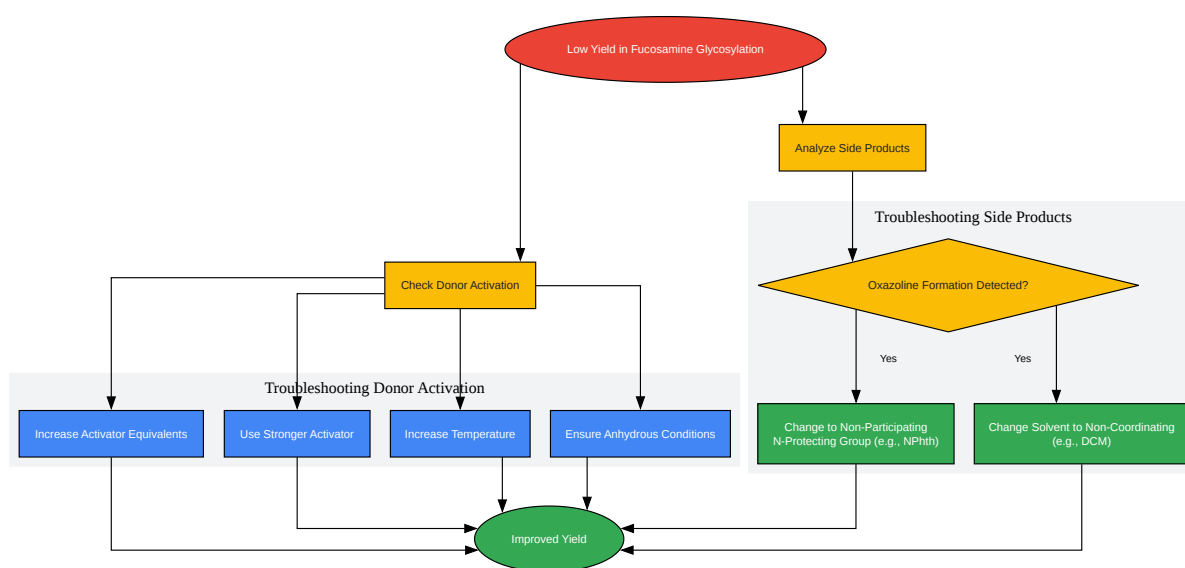 Low Yield in Fucosamine Glycosylation
Analyze Side Products
Troubleshooting Side Products
Check Donor Activation
Oxazoline Formation Detected?
Yes
Yes
Troubleshooting Donor Activation
Increase Activator Equivalents
Use Stronger Activator
Increase Temperature
Ensure Anhydrous Conditions
Change to Non-Participating
N-Protecting Group (e.g., NPhth)
Change Solvent to Non-Coordinating
(e.g., DCM)
Improved Yield